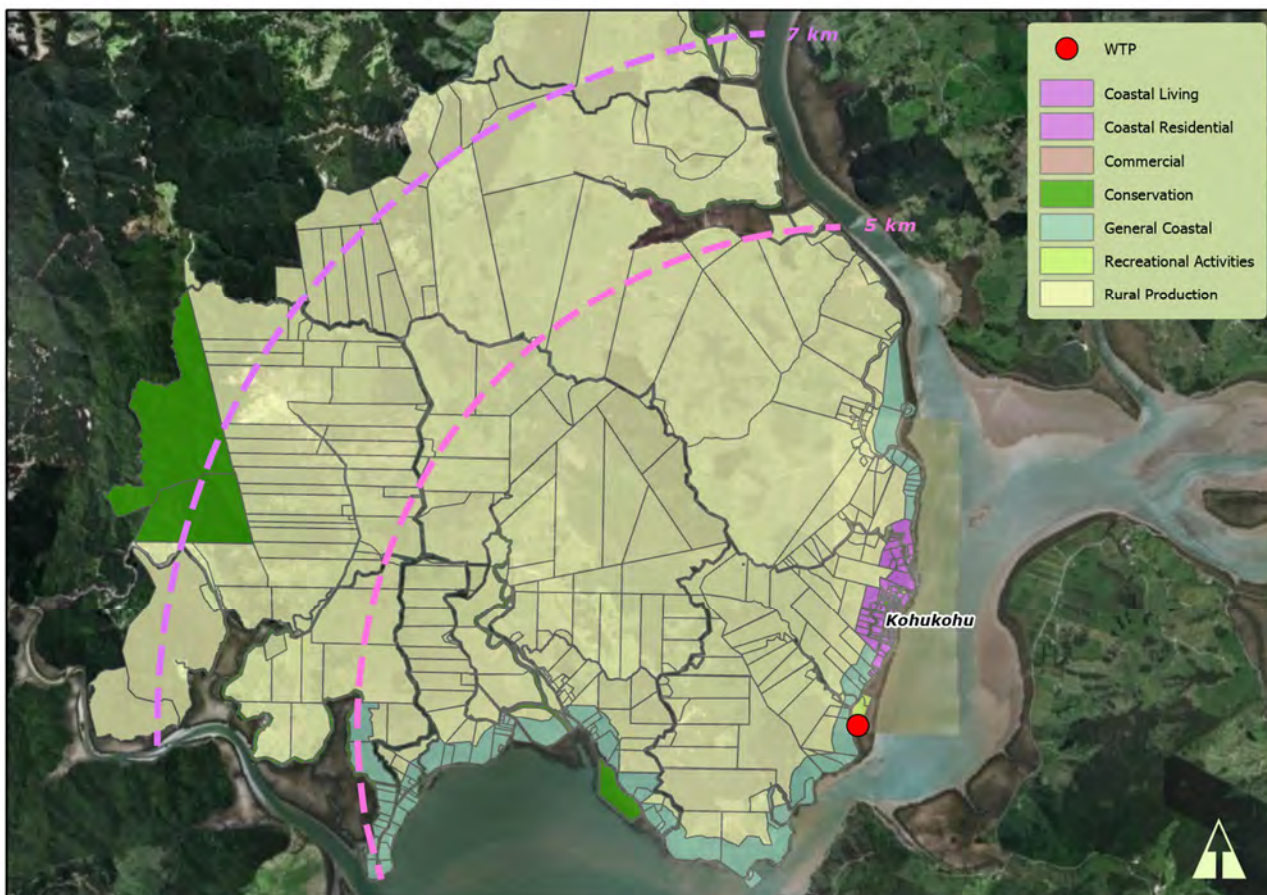 7 km
WTP
Coastal Living
Coastal Residential
Commercial
Conservation
General Coastal
Recreational Activities
Rural Production
5 km
Kohukohu